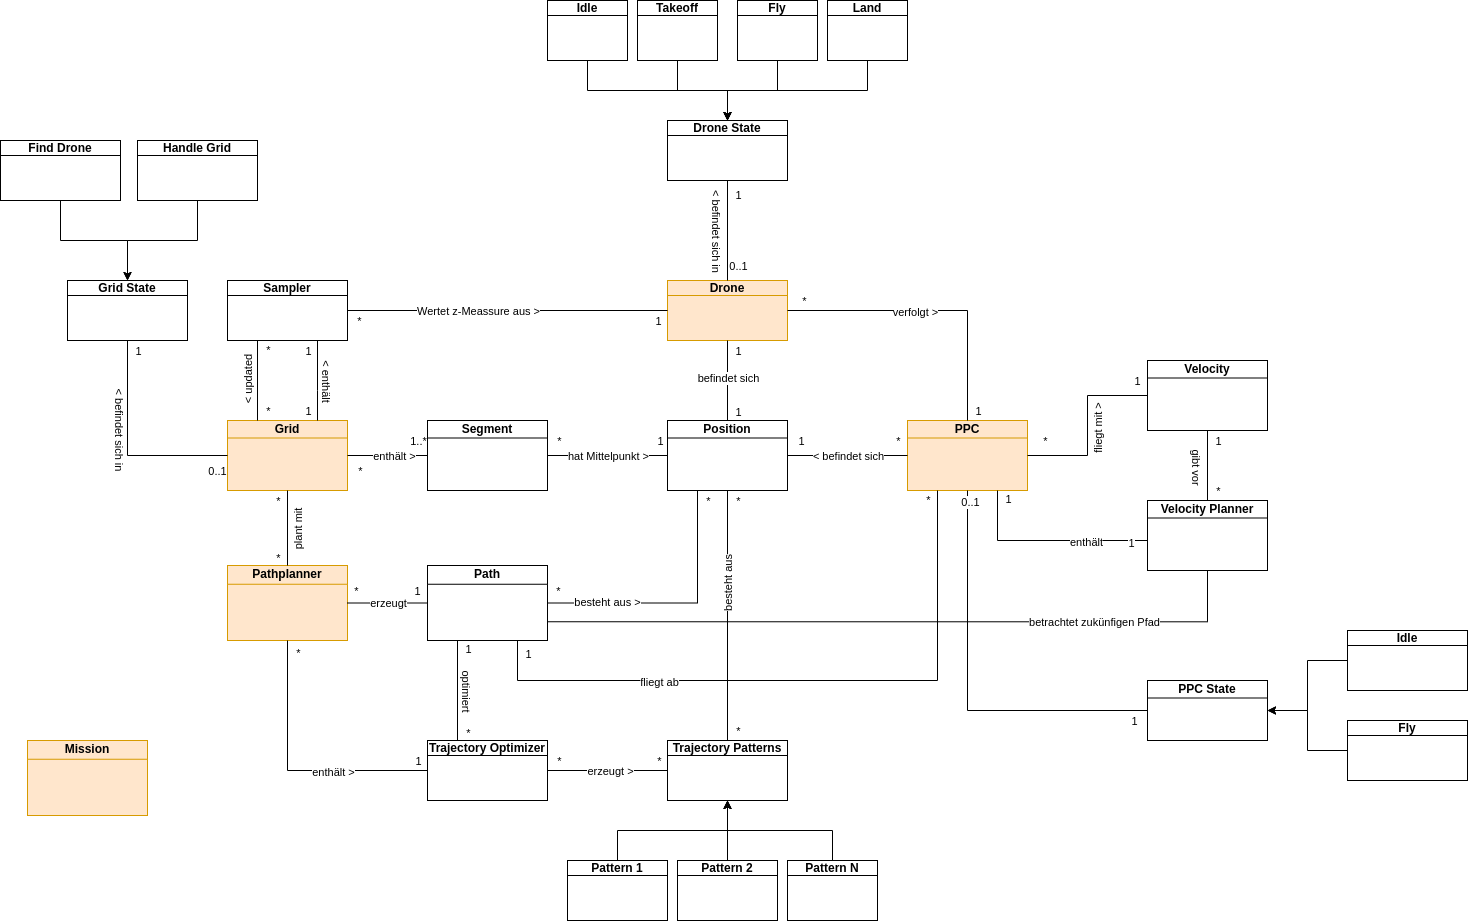 Idle
Takeoff
Fly
Land
Drone State
Find Drone
Handle Grid
1
< befindet sich in
0..1
Grid State
Sampler
Drone
*
Wertet z-Meassure aus >
*
1
verfolgt >
1
< befindet sich in
0..1
*
< updated
*
1
< enthält
1
1
befindet sich
1
1
Velocity
1
fliegt mit >
*
Grid
Segment
Position
PPC
1..*
enthält >
*
*
hat Mittelpunkt >
1
1
< befindet sich
*
1
gibt vor
*
*
plant mit
*
*
*
*
0..1
1
Velocity Planner
enthält
1
Pathplanner
Path
*
erzeugt
1
*
besteht aus >
besteht aus
betrachtet zukünfigen Pfad
*
1
optimiert
*
1
fliegt ab
Idle
PPC State
1
Fly
Mission
Trajectory Optimizer
Trajectory Patterns
*
enthält >
1
*
erzeugt >
*
Pattern 1
Pattern 2
Pattern N